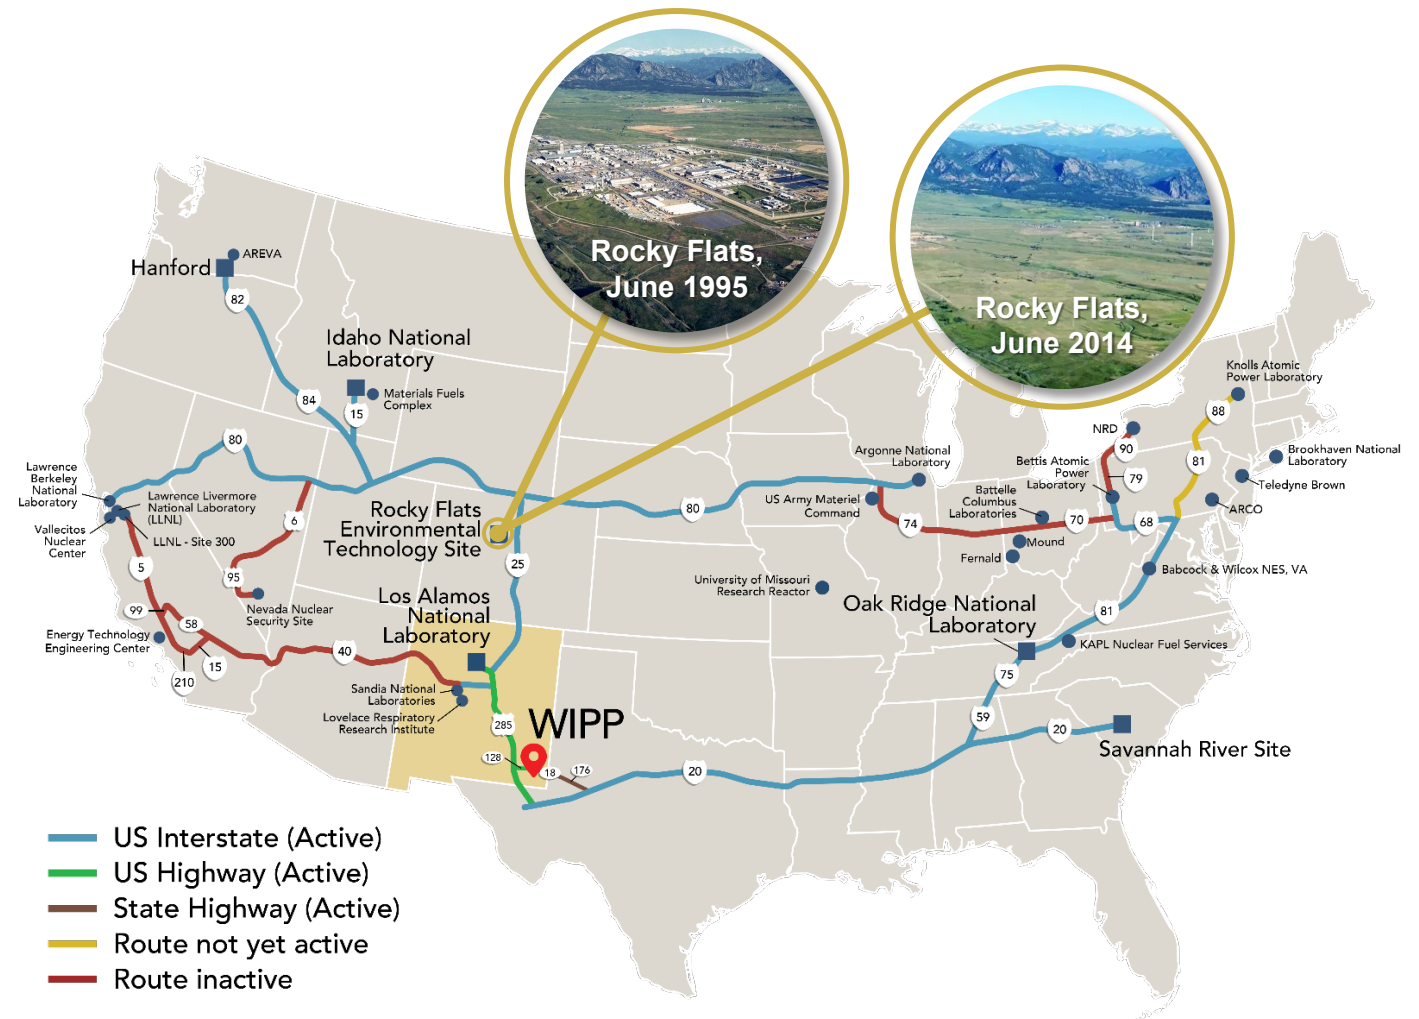 Rocky Flats,
June 1995
Rocky Flats,
June 2014
AREVA
Hanford
82
Idaho National
Laboratory
Materials Fuels
Complex
84
15
80
Knolls Atomic
Power Laboratory
88
NRD
90
81
Brookhaven National
Laboratory
Teledyne Brown
ARCO
Bettis Atomic
Power
Laboratory
79
Argonne National
Laboratory
US Army Materiel
Command
Battelle
Columbus
Laboratories
80
74
70
68
Mound
Fernald
Lawrence
Berkeley
National
Laboratory
Lawrence Livermore
National Laboratory
(LLNL)
Vallecitos
Nuclear
Center
LLNL - Site 300
6
Rocky Flats
Environmental
Technology Site
25
5
95
Nevada Nuclear
Security Site
University of Missouri
Research Reactor
Babcock & Wilcox NES, VA
81
Los Alamos
National
Laboratory
Oak Ridge National
Laboratory
KAPL Nuclear Fuel Services
99
58
Energy Technology
Engineering Center
210
15
40
75
Sandia National
Laboratories
Lovelace Respiratory
Research Institute
285
WIPP
59
20
Savannah River Site
128
18
176
20
US Interstate (Active)
US Highway (Active)
State Highway (Active)
Route not yet active
Route inactive